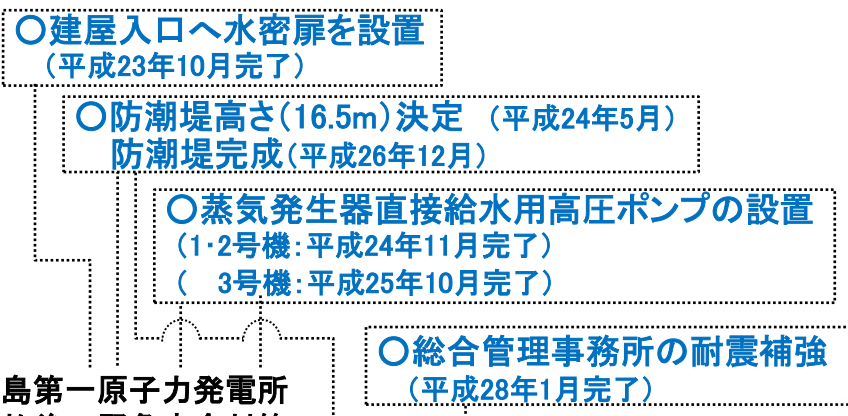 〇建屋入口へ水密扉を設置
（平成23年10月完了）
〇防潮堤高さ（16.5m）決定　（平成24年5月）
防潮堤完成（平成26年12月）
〇蒸気発生器直接給水用高圧ポンプの設置
（1・2号機：平成24年11月完了）
（　3号機：平成25年10月完了）
〇総合管理事務所の耐震補強
（平成28年1月完了）
島第一原子力発電所